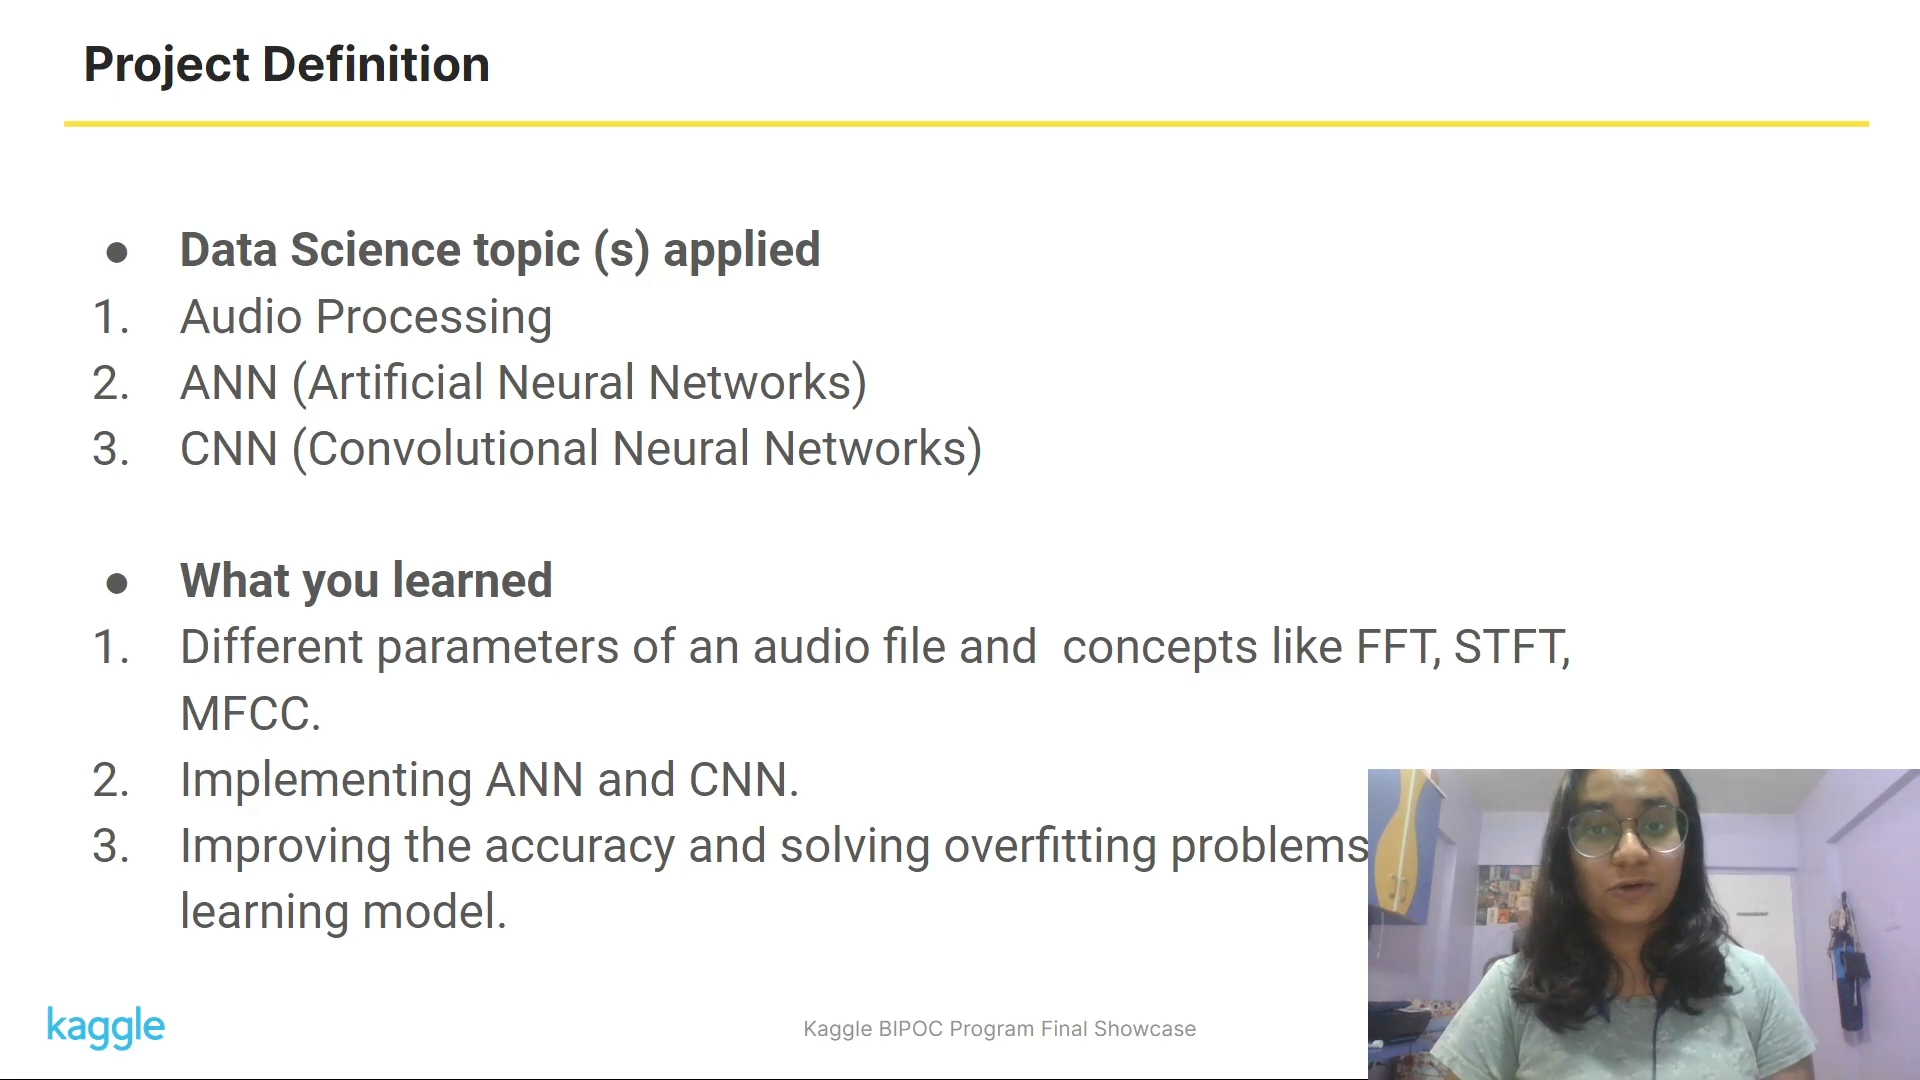 Project Definition
● Data Science topic (s) applied
1. Audio Processing
2. ANN (Artificial Neural Networks)
3. CNN (Convolutional Neural Networks)
● What you learned
1. Different parameters of an audio file and  concepts like FFT, STFT,
MFCC.
2. Implementing ANN and CNN.
3. Improving the accuracy and solving overfitting problems
learning model.
kaggle
Kaggle BIPOC Program Final Showcase